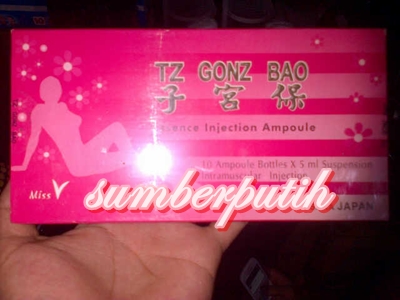 TZ GONZ BAO
子 宮 保
Injection Ampoule
10 Ampoule Bottles X 5 ml Suspension
Intramuscular Injection
Miss V
sumberputih
JAPAN